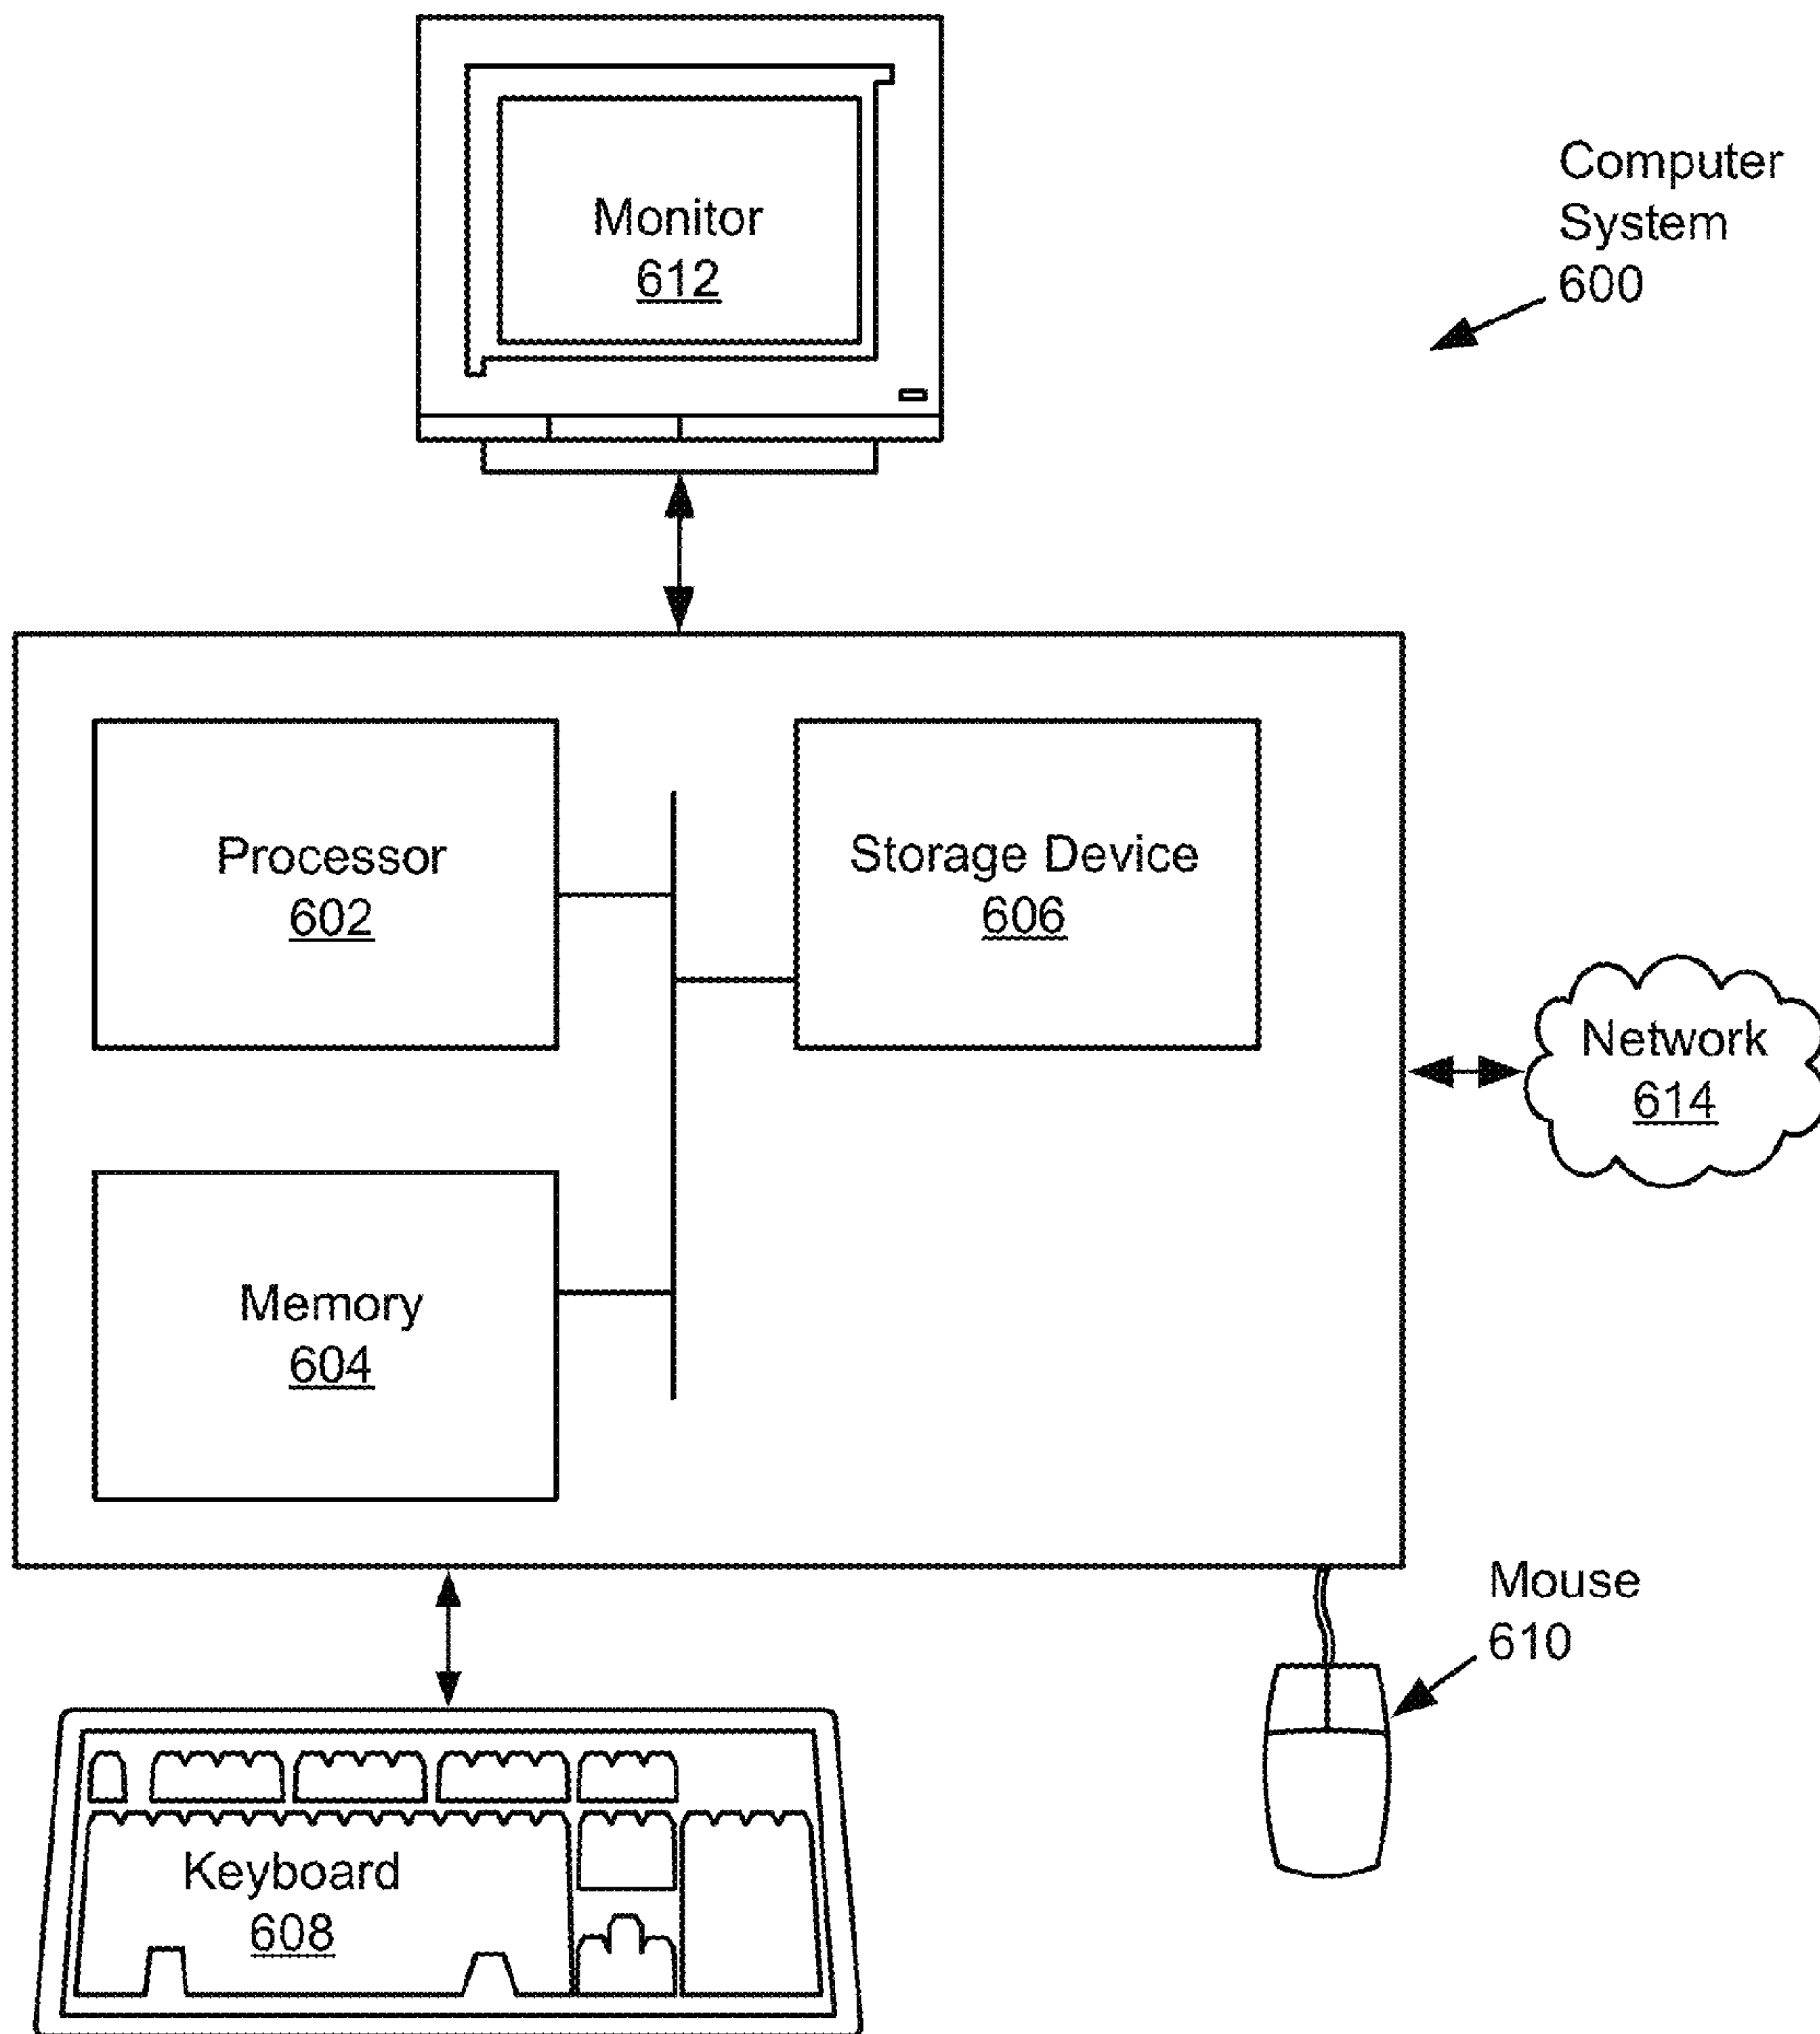 Monitor
612
Computer
System
600
Processor
602
Storage Device
606
Network
614
Memory
604
Mouse
610
Keyboard
608